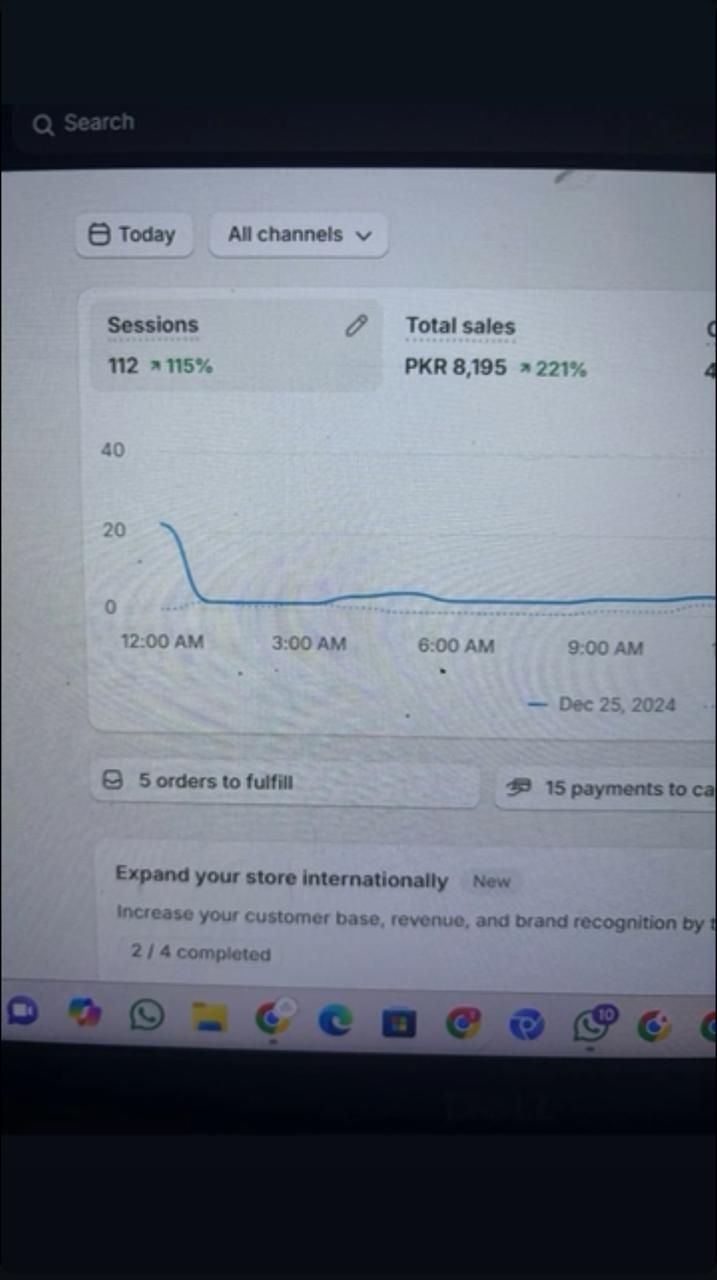 Search
Today
All channels
Sessions
112 115%
Total sales
PKR 8,195 221%
40
20
0
12:00 AM 3:00 AM 6:00 AM 9:00 AM
Dec 25, 2024
5 orders to fulfill
15 payments to ca
Expand your store internationally New
Increase your customer base, revenue, and brand recognition by t
2 / 4 completed
10